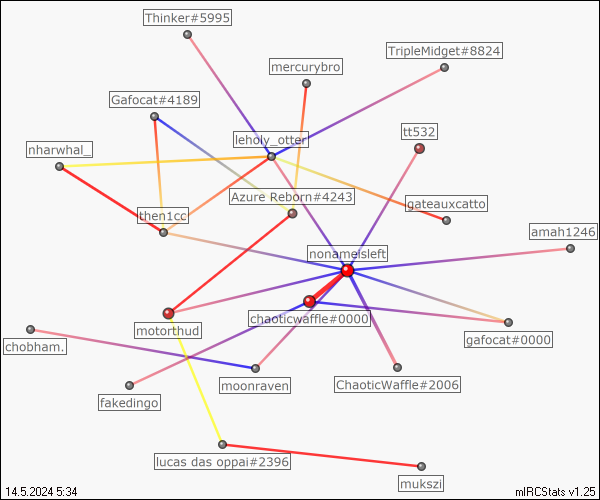 Thinker#5995
TripleMidget#8824
mercurybro
Gafocat#4189
tt532
leholy_otter
nharwhal_
Azure Reborn#4243
gateauxcatto
then1cc
amah1246
nonameisleft
chaoticwaffle#0000
motorthud
gafocat#0000
chobham.
moonraven
ChaoticWaffle#2006
fakedingo
lucas das oppai#2396
mukszi
14.5.2024 5:34
mIRCStats v1.25